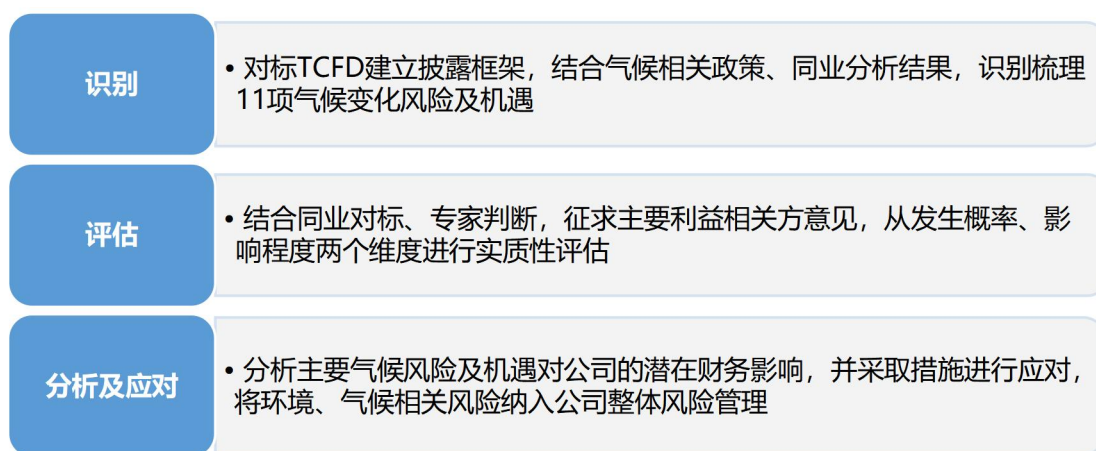 识别
• 对标TCFD建立披露框架，结合气候相关政策、同业分析结果，识别梳理
11项气候变化风险及机遇
评估
• 结合同业对标、专家判断，征求主要利益相关方意见，从发生概率、影
响程度两个维度进行实质性评估
分析及应对
• 分析主要气候风险及机遇对公司的潜在财务影响，并采取措施进行应对，
将环境、气候相关风险纳入公司整体风险管理